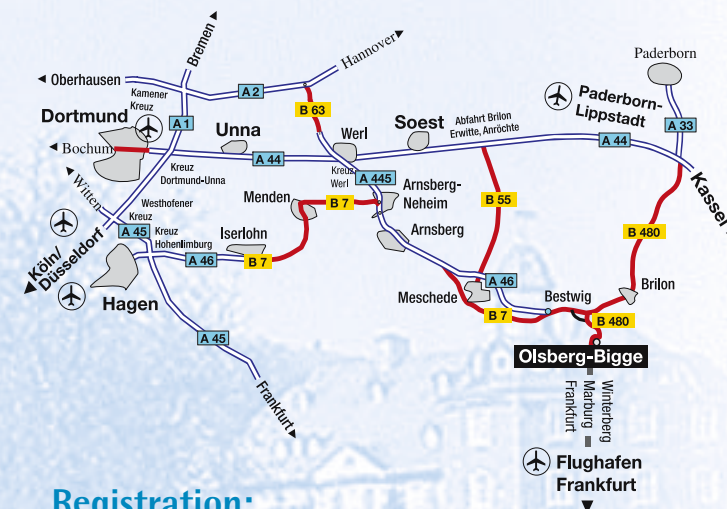 Bremen
Hannover
Oberhausen
Kamener
Kreuz
A 2
Paderborn
B 63
Dortmund
A 1
Unna
Werl
Soest
Abfahrt Brilon
Erwitte, Anröchte
Paderborn-
Lippstadt
A 33
Bochum
A 44
A 44
Kreuz
Dortmund-Unna
Kreuz
Werl
A 445
Kassel
Witten
Westhofener
Kreuz
Menden
B 7
Arnsberg-
Neheim
B 55
A 45
Kreuz
Hohenlimburg
Iserlohn
Arnsberg
B 480
Köln/
Düsseldorf
A 46
B 7
Hagen
Meschede
A 46
Bestwig
Brilon
B 7
B 480
A 45
Olsberg-Bigge
Frankfurt
Winterberg
Marburg
Frankfurt
Flughafen
Frankfurt
Registration: